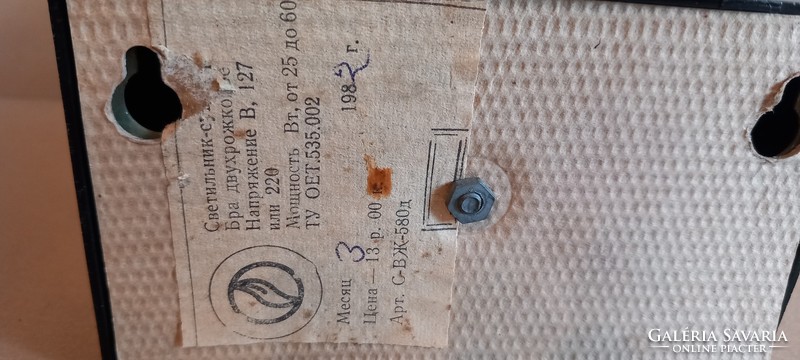 Светильник-
Бра двухрожковое
Напряжение В, 127
или 220
Мощность Вт, от 25 до 60
ТУ ОЕТ.535.002
Месяц 3 1982 г.
Цена — 13 р. 00 к.
Арт. С-ВЖ-580д
GALÉRIA SAVARIA
ONLINE PIACTÉR